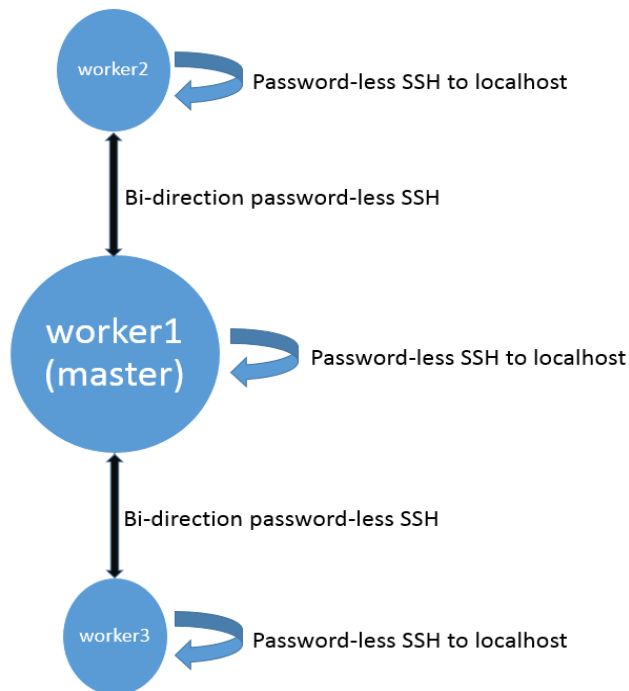 worker2
Password-less SSH to localhost
Bi-direction password-less SSH
worker1
(master)
Password-less SSH to localhost
Bi-direction password-less SSH
worker3
Password-less SSH to localhost